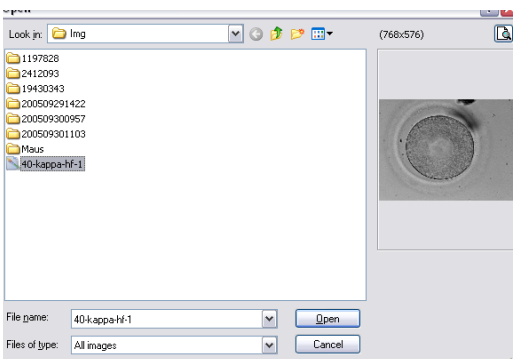 Open
Look in: Img
(768x576)
1197828
2412093
19430343
200509291422
200509300957
200509301103
Maus
40-kappa-hf-1
File name: 40-kappa-hf-1
Open
Files of type: All images
Cancel